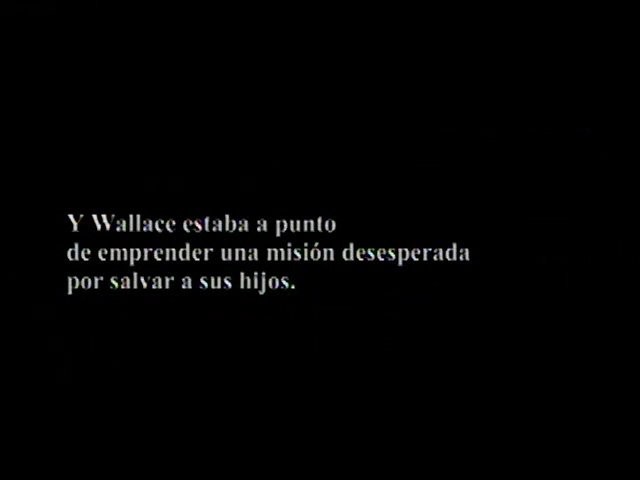 Y Wallace estaba a punto
de emprender una misión desesperada
por salvar a sus hijos.